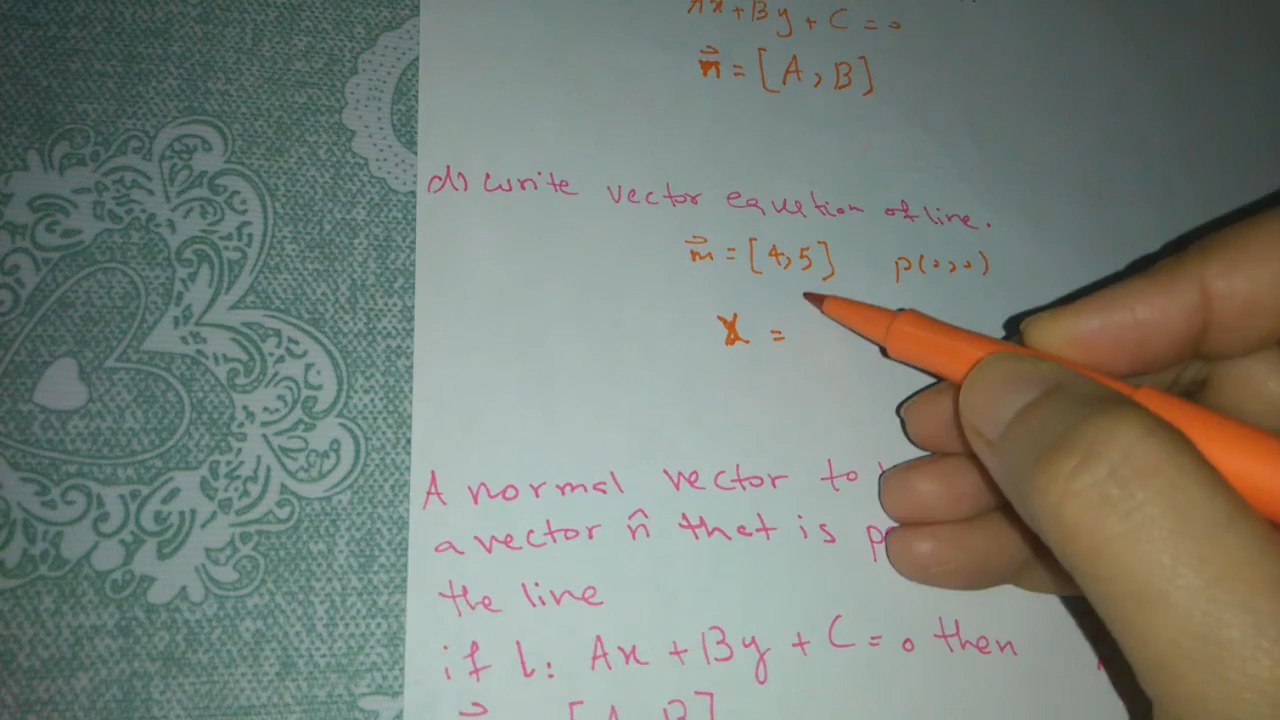 Ax + By + C = 0
m⃗ = [A, B]
d) write vector equation of line.
m⃗ = [4, 5] p(0,0)
X =
A normal vector to
a vector n̂ that is
the line
if l: Ax + By + C = 0 then
[A B]